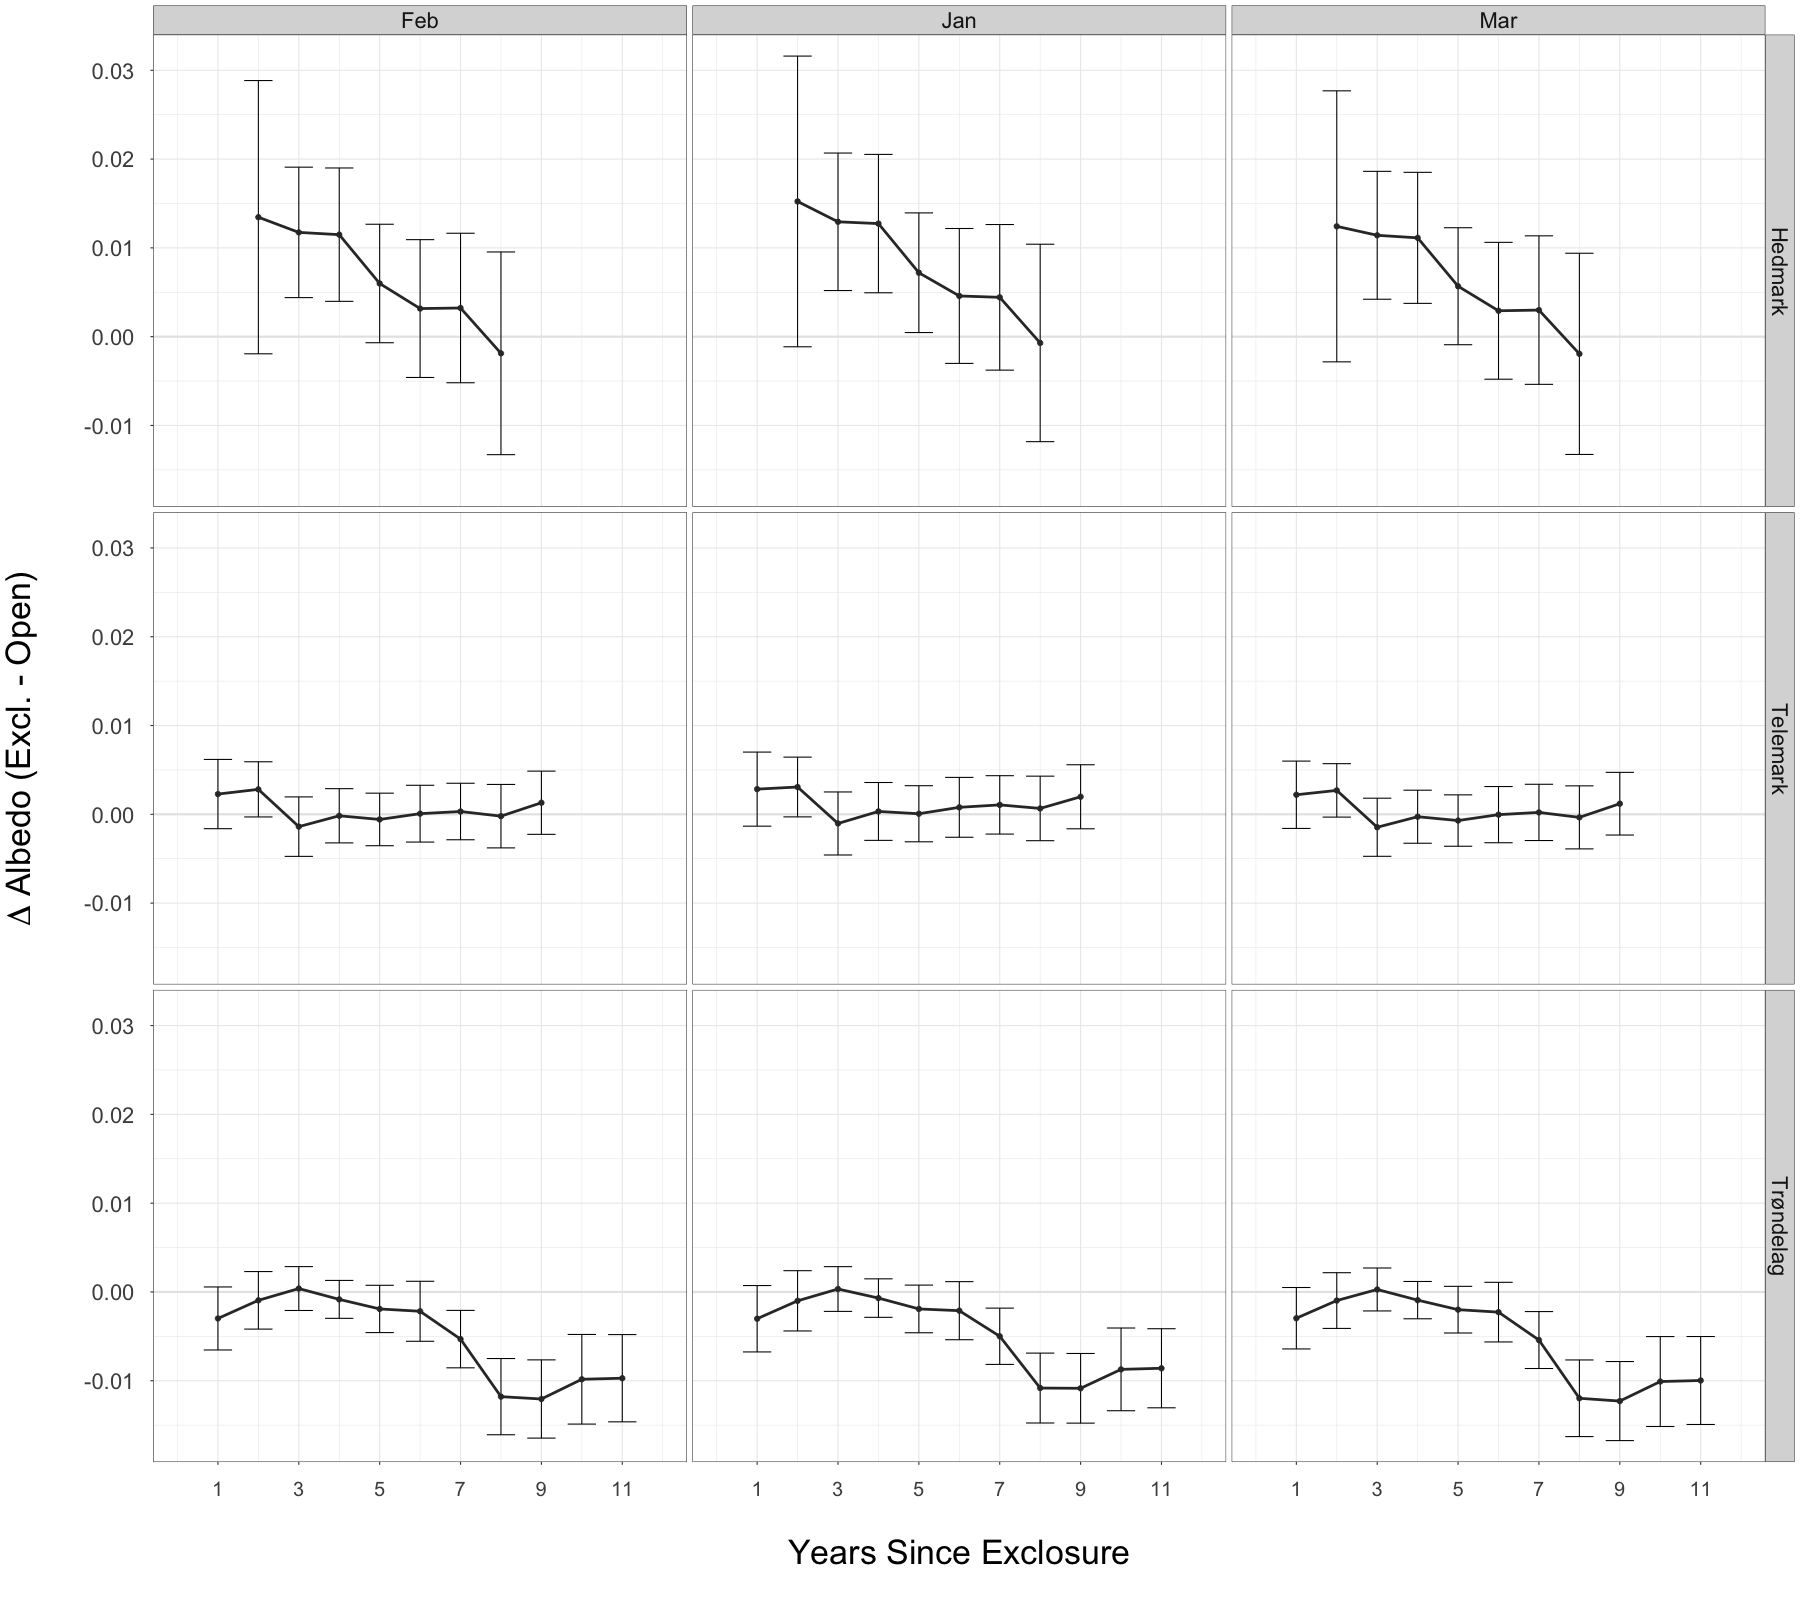 Feb Jan Mar
0.03
0.02
0.01
0.00
-0.01
Hedmark
0.03
0.02
0.01
0.00
-0.01
Telemark
0.03
0.02
0.01
0.00
-0.01
Trøndelag
Δ Albedo (Excl. - Open)
1 3 5 7 9 11 1 3 5 7 9 11 1 3 5 7 9 11
Years Since Exclosure